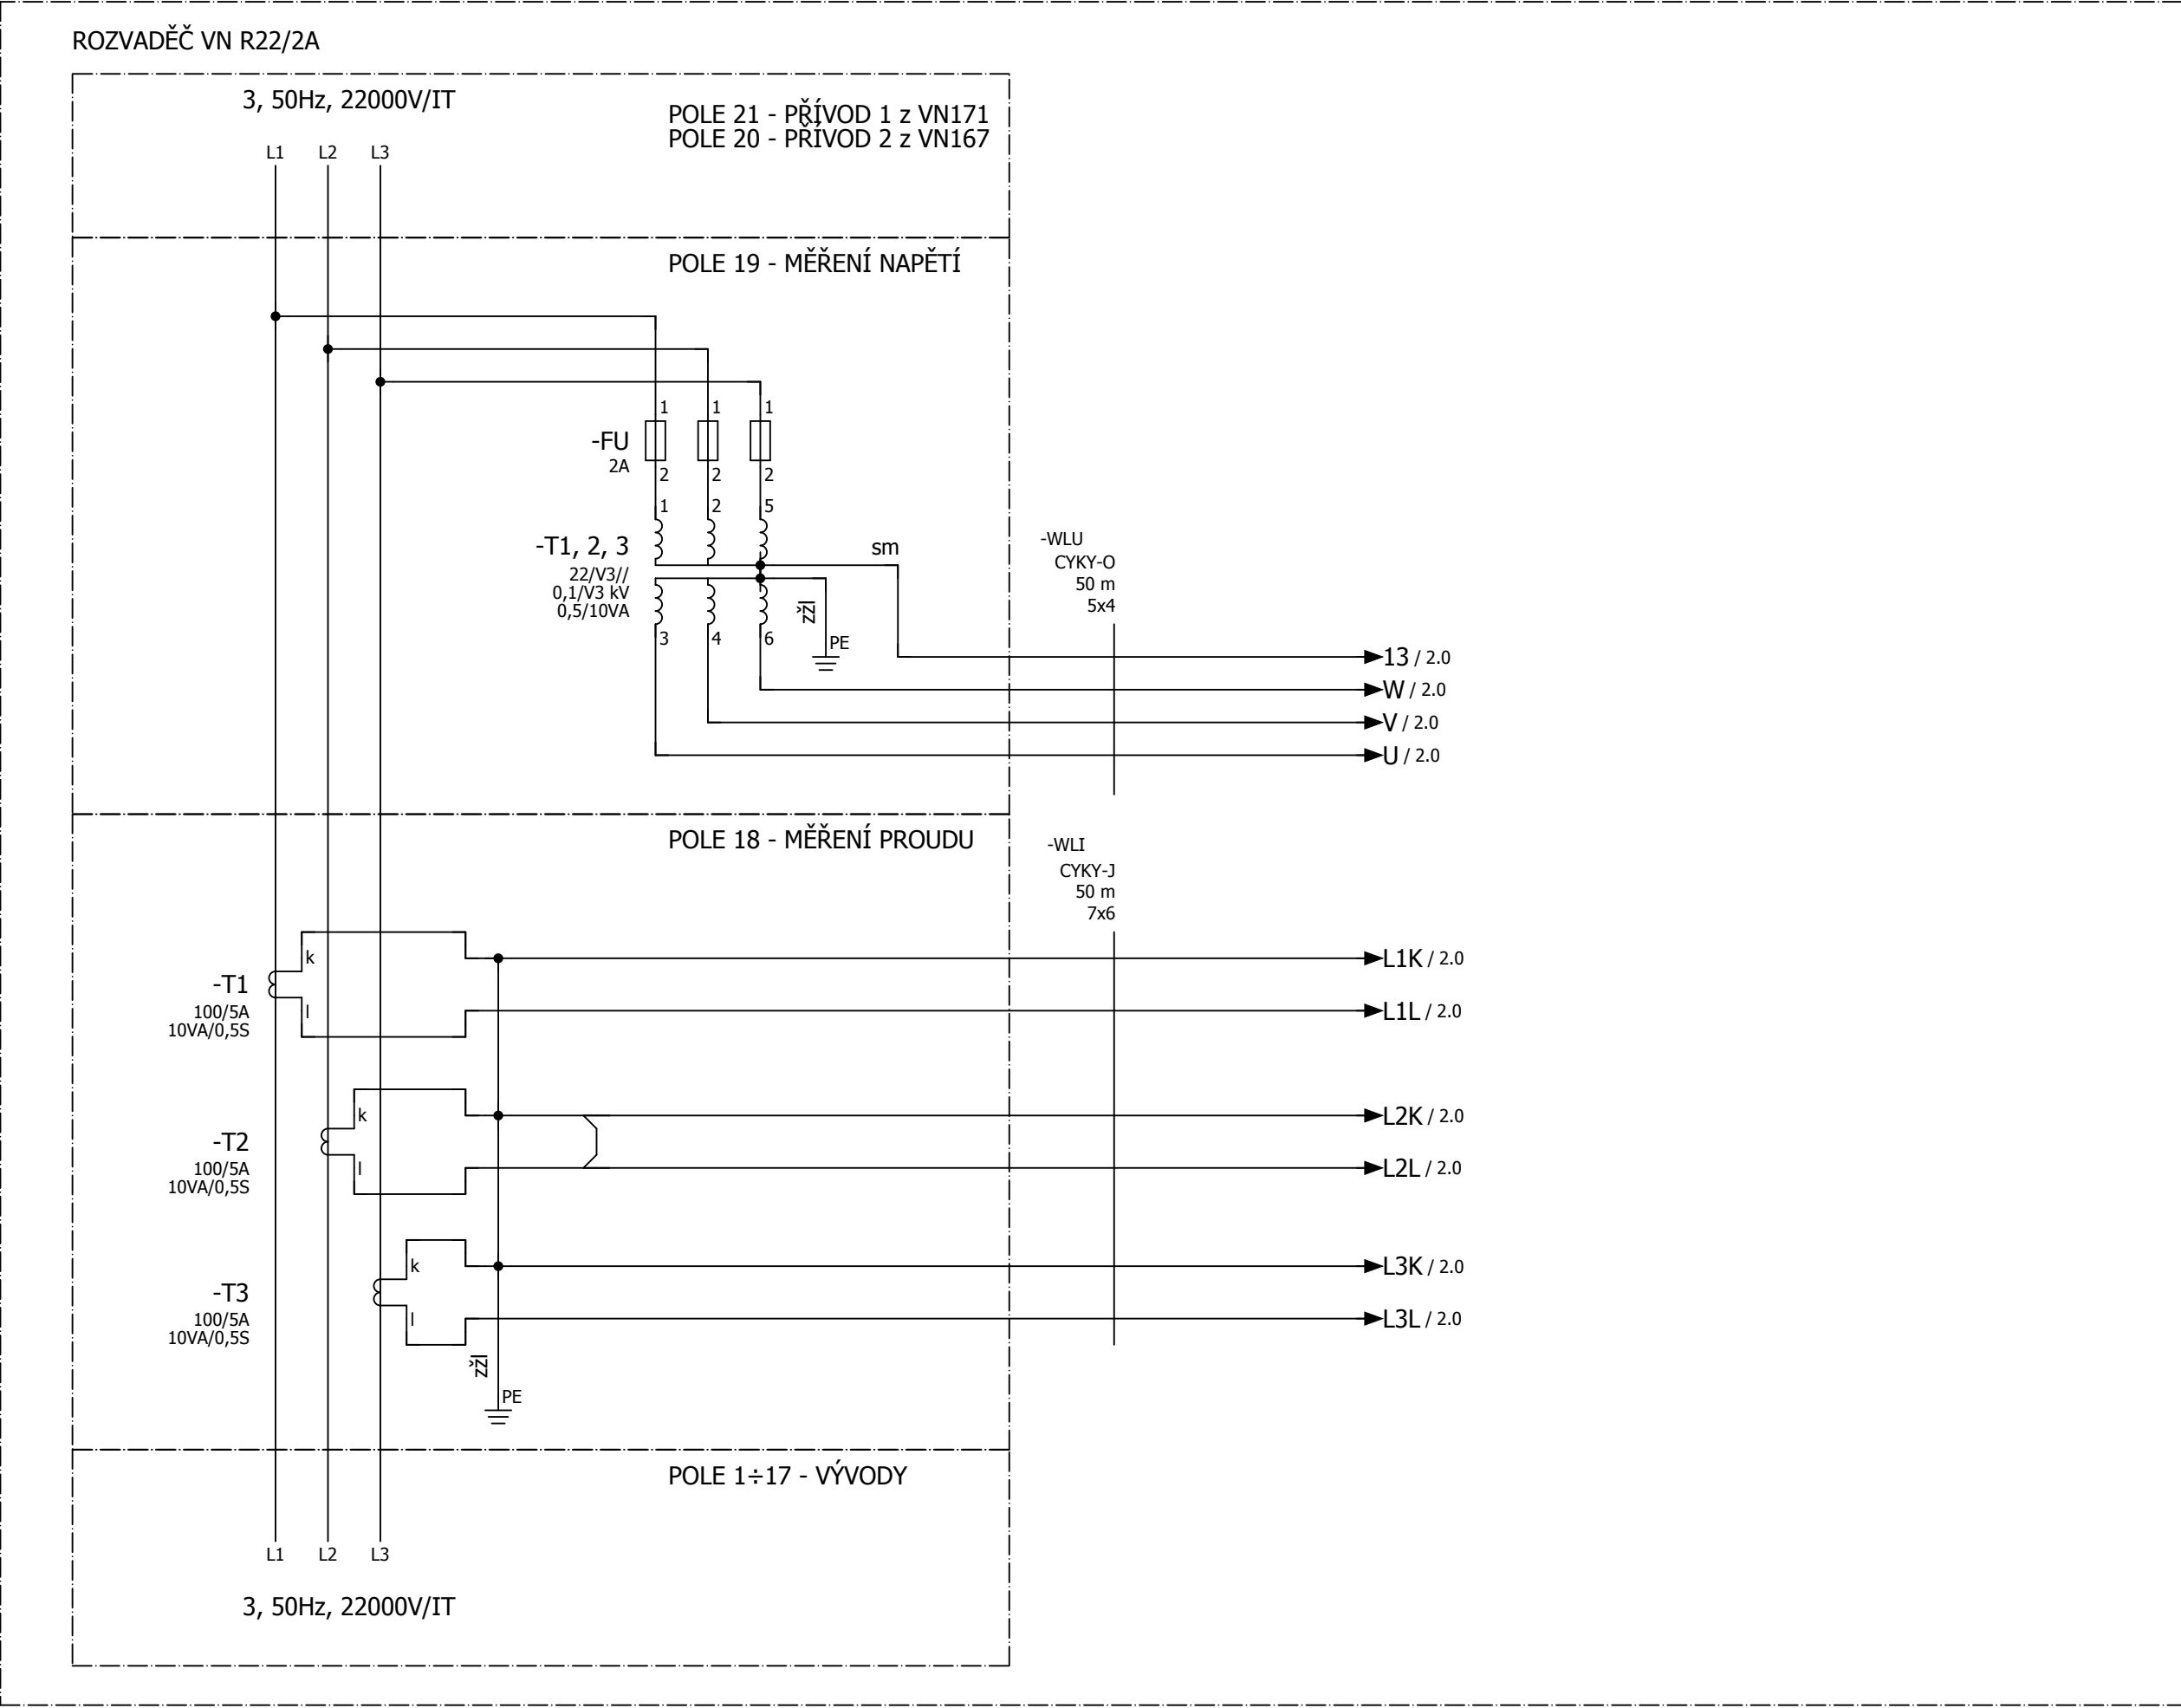 ROZVADĚČ VN R22/2A
3, 50Hz, 22000V/IT
POLE 21 - PŘÍVOD 1 z VN171
POLE 20 - PŘÍVOD 2 z VN167
L1 L2 L3
POLE 19 - MĚŘENÍ NAPĚTÍ
1 1 1
-FU
2A
2 2 2
1 2 5
-T1, 2, 3
22/V3//
0,1/V3 kV
0,5/10VA
sm
zžl
3 4 6
PE
-WLU
CYKY-O
50 m
5x4
13 / 2.0
W / 2.0
V / 2.0
U / 2.0
POLE 18 - MĚŘENÍ PROUDU
-WLI
CYKY-J
50 m
7x6
k
-T1
l
100/5A
10VA/0,5S
L1K / 2.0
L1L / 2.0
k
-T2
l
100/5A
10VA/0,5S
L2K / 2.0
L2L / 2.0
k
-T3
l
100/5A
10VA/0,5S
L3K / 2.0
L3L / 2.0
zžl
PE
POLE 1÷17 - VÝVODY
L1 L2 L3
3, 50Hz, 22000V/IT